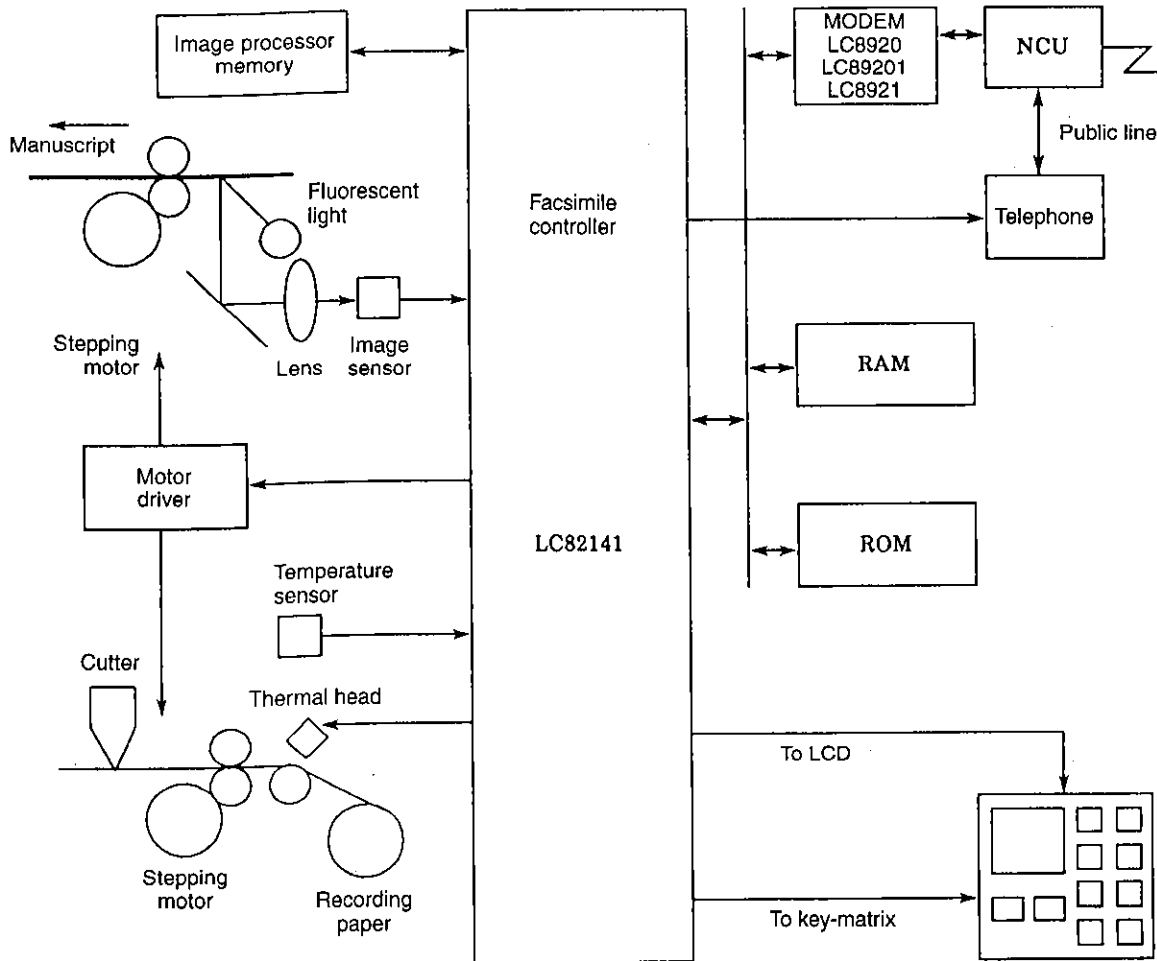 Image processor
memory
MODEM
LC8920
LC89201
LC8921
NCU
Manuscript
Public line
Fluorescent
light
Facsimile
controller
Telephone
Stepping
motor
Lens
Image
sensor
RAM
Motor
driver
LC82141
ROM
Temperature
sensor
Cutter
Thermal head
To LCD
Stepping
motor
Recording
paper
To key-matrix